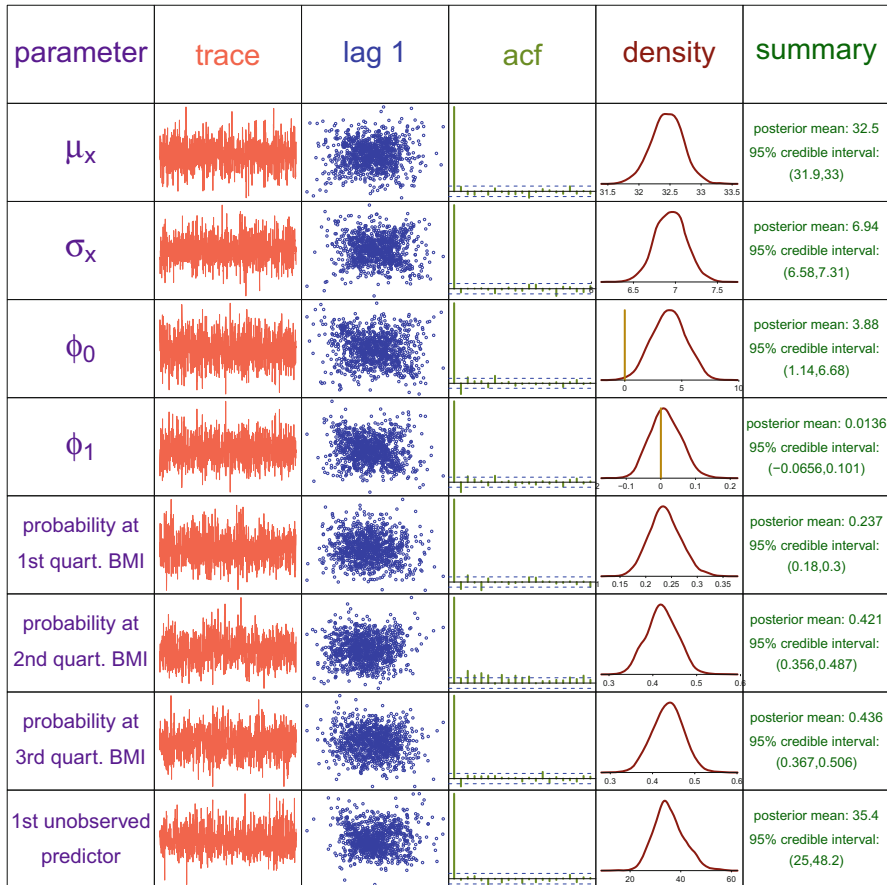 parameter trace lag 1 acf density summary
μx
31.5 32 32.5 33 33.5
posterior mean: 32.5
95% credible interval:
(31.9,33)
σx
6.5 7 7.5
posterior mean: 6.94
95% credible interval:
(6.58,7.31)
ϕ0
0 5 10
posterior mean: 3.88
95% credible interval:
(1.14,6.68)
ϕ1
−0.1 0 0.1 0.2
posterior mean: 0.0136
95% credible interval:
(−0.0656,0.101)
probability at
1st quart. BMI
0.15 0.2 0.25 0.3 0.35
posterior mean: 0.237
95% credible interval:
(0.18,0.3)
probability at
2nd quart. BMI
0.3 0.4 0.5 0.6
posterior mean: 0.421
95% credible interval:
(0.356,0.487)
probability at
3rd quart. BMI
0.3 0.4 0.5 0.6
posterior mean: 0.436
95% credible interval:
(0.367,0.506)
1st unobserved
predictor
20 40 60
posterior mean: 35.4
95% credible interval:
(25,48.2)